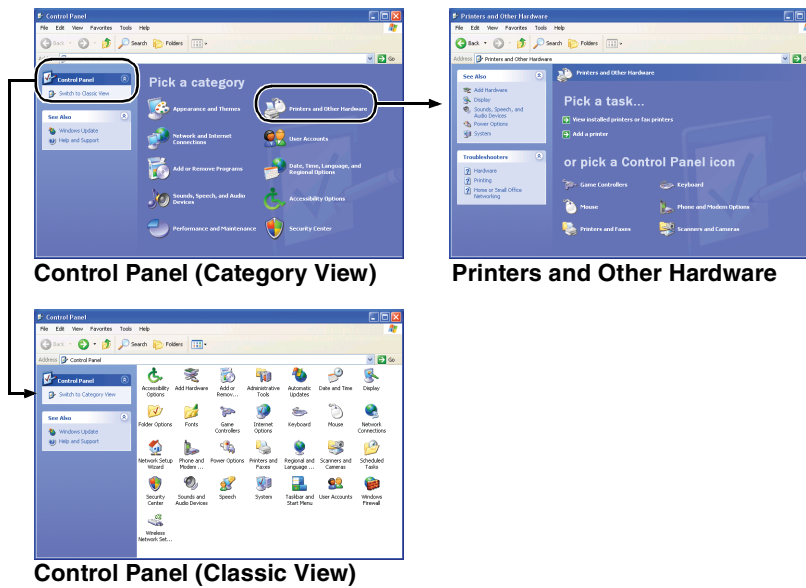 Control Panel
File Edit View Favorites Tools Help
Back Search Folders
Go
Control Panel
Switch to Classic View
See Also
Windows Update
Help and Support
Pick a category
Appearance and Themes
Printers and Other Hardware
Network and Internet Connections
User Accounts
Add or Remove Programs
Date, Time, Language, and Regional Options
Sounds, Speech, and Audio Devices
Accessibility Options
Performance and Maintenance
Security Center
Control Panel (Category View)
Printers and Other Hardware
File Edit View Favorites Tools Help
Back Search Folders
Address Printers and Other Hardware
See Also
Add Hardware
Display
Sounds, Speech, and Audio Devices
Power Options
System
Troubleshooters
Hardware
Printing
Home or Small Office Networking
Printers and Other Hardware
Pick a task...
View installed printers or fax printers
Add a printer
or pick a Control Panel icon
Game Controllers
Keyboard
Mouse
Phone and Modem Options
Printers and Faxes
Scanners and Cameras
Printers and Other Hardware
Control Panel
File Edit View Favorites Tools Help
Back Search Folders
Address Control Panel
Go
Control Panel
Switch to Category View
See Also
Windows Update
Help and Support
Accessibility Options
Add Hardware
Add or Remov...
Administrative Tools
Automatic Updates
Date and Time
Display
Folder Options
Fonts
Game Controllers
Internet Options
Keyboard
Mouse
Network Connections
Network Setup Wizard
Phone and Modem ...
Power Options
Printers and Faxes
Regional and Language ...
Scanners and Cameras
Scheduled Tasks
Security Center
Sounds and Audio Devices
Speech
System
Taskbar and Start Menu
User Accounts
Windows Firewall
Wireless Network Set...
Control Panel (Classic View)